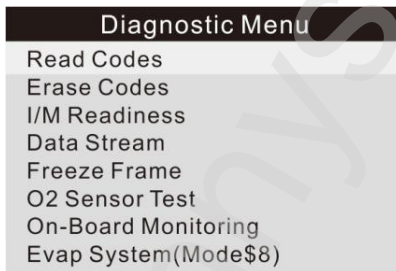 Diagnostic Menu
Read Codes
Erase Codes
I/M Readiness
Data Stream
Freeze Frame
O2 Sensor Test
On-Board Monitoring
Evap System(Mode$8)